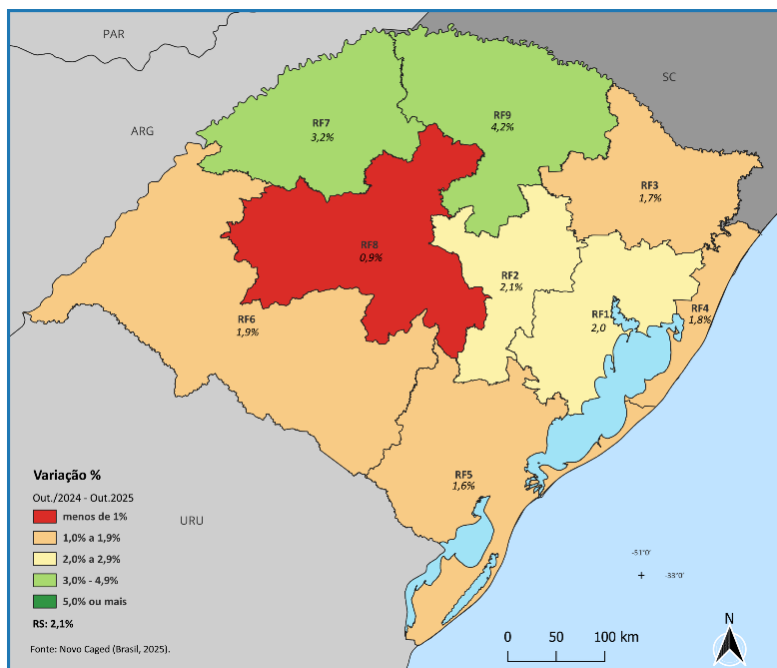 PAR
SC
ARG
RF7
3,2%
RF9
4,2%
RF3
1,7%
RF8
0,9%
RF2
2,1%
RF1
2,0
RF4
1,8%
RF6
1,9%
RF5
1,6%
URU
Variação %
Out./2024 - Out.2025
menos de 1%
1,0% a 1,9%
2,0% a 2,9%
3,0% - 4,9%
5,0% ou mais
RS: 2,1%
Fonte: Novo Caged (Brasil, 2025).
-51°0'
-33°0'
N
0 50 100 km